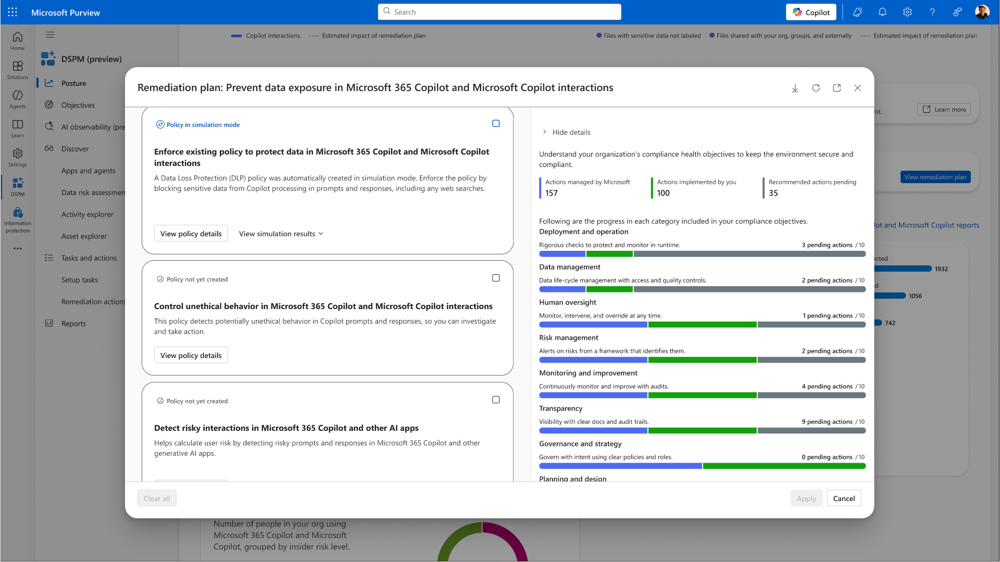 Microsoft Purview
Search
Copilot
Home
Solutions
Agents
Learn
Settings
DSPM
Information
protection
DSPM (preview)
Posture
Objectives
AI observability (pre
Discover
Apps and agents
Data risk assessmen
Activity explorer
Asset explorer
Tasks and actions
Setup tasks
Remediation actions
Reports
Copilot interactions
Estimated impact of remediation plan
Files with sensitive data not labeled
Files shared with your org, groups, and externally
Estimated impact of remediation plan
Remediation plan: Prevent data exposure in Microsoft 365 Copilot and Microsoft Copilot interactions
Policy in simulation mode
Enforce existing policy to protect data in Microsoft 365 Copilot and Microsoft Copilot
interactions
A Data Loss Protection (DLP) policy was automatically created in simulation mode. Enforce the policy by
blocking sensitive data from Copilot processing in prompts and responses, including any web searches.
View policy details
View simulation results
Policy not yet created
Control unethical behavior in Microsoft 365 Copilot and Microsoft Copilot interactions
This policy detects potentially unethical behavior in Copilot prompts and responses, so you can investigate
and take action.
View policy details
Policy not yet created
Detect risky interactions in Microsoft 365 Copilot and other AI apps
Helps calculate user risk by detecting risky prompts and responses in Microsoft 365 Copilot and other
generative AI apps.
Hide details
Understand your organization's compliance health objectives to keep the environment secure and
compliant.
Actions managed by Microsoft
157
Actions implemented by you
100
Recommended actions pending
35
Following are the progress in each category included in your compliance objectives.
Deployment and operation
Rigorous checks to protect and monitor in runtime.
3 pending actions /10
Data management
Data life-cycle management with access and quality controls.
2 pending actions /10
Human oversight
Monitor, intervene, and override at any time.
1 pending actions /10
Risk management
Alerts on risks from a framework that identifies them.
2 pending actions /10
Monitoring and improvement
Continuously monitor and improve with audits.
4 pending actions /10
Transparency
Visibility with clear docs and audit trails.
9 pending actions /10
Governance and strategy
Govern with intent using clear policies and roles.
0 pending actions /10
Planning and design
Clear all
Apply
Cancel
ot.
Learn more
View remediation plan
lot and Microsoft Copilot reports
ected
1932
d
1056
742
Number of people in your org using
Microsoft 365 Copilot and Microsoft
Copilot, grouped by insider risk level.